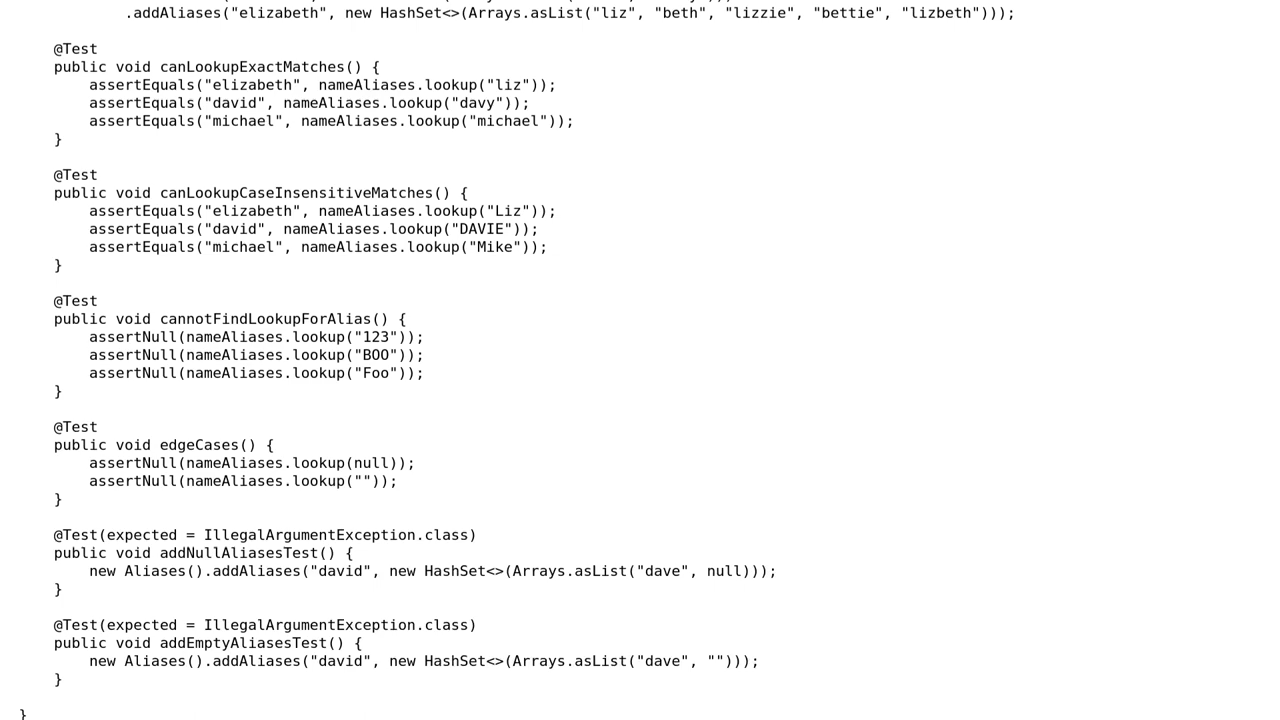 .addAliases("elizabeth", new HashSet<>(Arrays.asList("liz", "beth", "lizzie", "bettie", "lizbeth")));
@Test
public void canLookupExactMatches() {
assertEquals("elizabeth", nameAliases.lookup("liz"));
assertEquals("david", nameAliases.lookup("davy"));
assertEquals("michael", nameAliases.lookup("michael"));
}
@Test
public void canLookupCaseInsensitiveMatches() {
assertEquals("elizabeth", nameAliases.lookup("Liz"));
assertEquals("david", nameAliases.lookup("DAVIE"));
assertEquals("michael", nameAliases.lookup("Mike"));
}
@Test
public void cannotFindLookupForAlias() {
assertNull(nameAliases.lookup("123"));
assertNull(nameAliases.lookup("BOO"));
assertNull(nameAliases.lookup("Foo"));
}
@Test
public void edgeCases() {
assertNull(nameAliases.lookup(null));
assertNull(nameAliases.lookup(""));
}
@Test(expected = IllegalArgumentException.class)
public void addNullAliasesTest() {
new Aliases().addAliases("david", new HashSet<>(Arrays.asList("dave", null)));
}
@Test(expected = IllegalArgumentException.class)
public void addEmptyAliasesTest() {
new Aliases().addAliases("david", new HashSet<>(Arrays.asList("dave", "")));
}
}